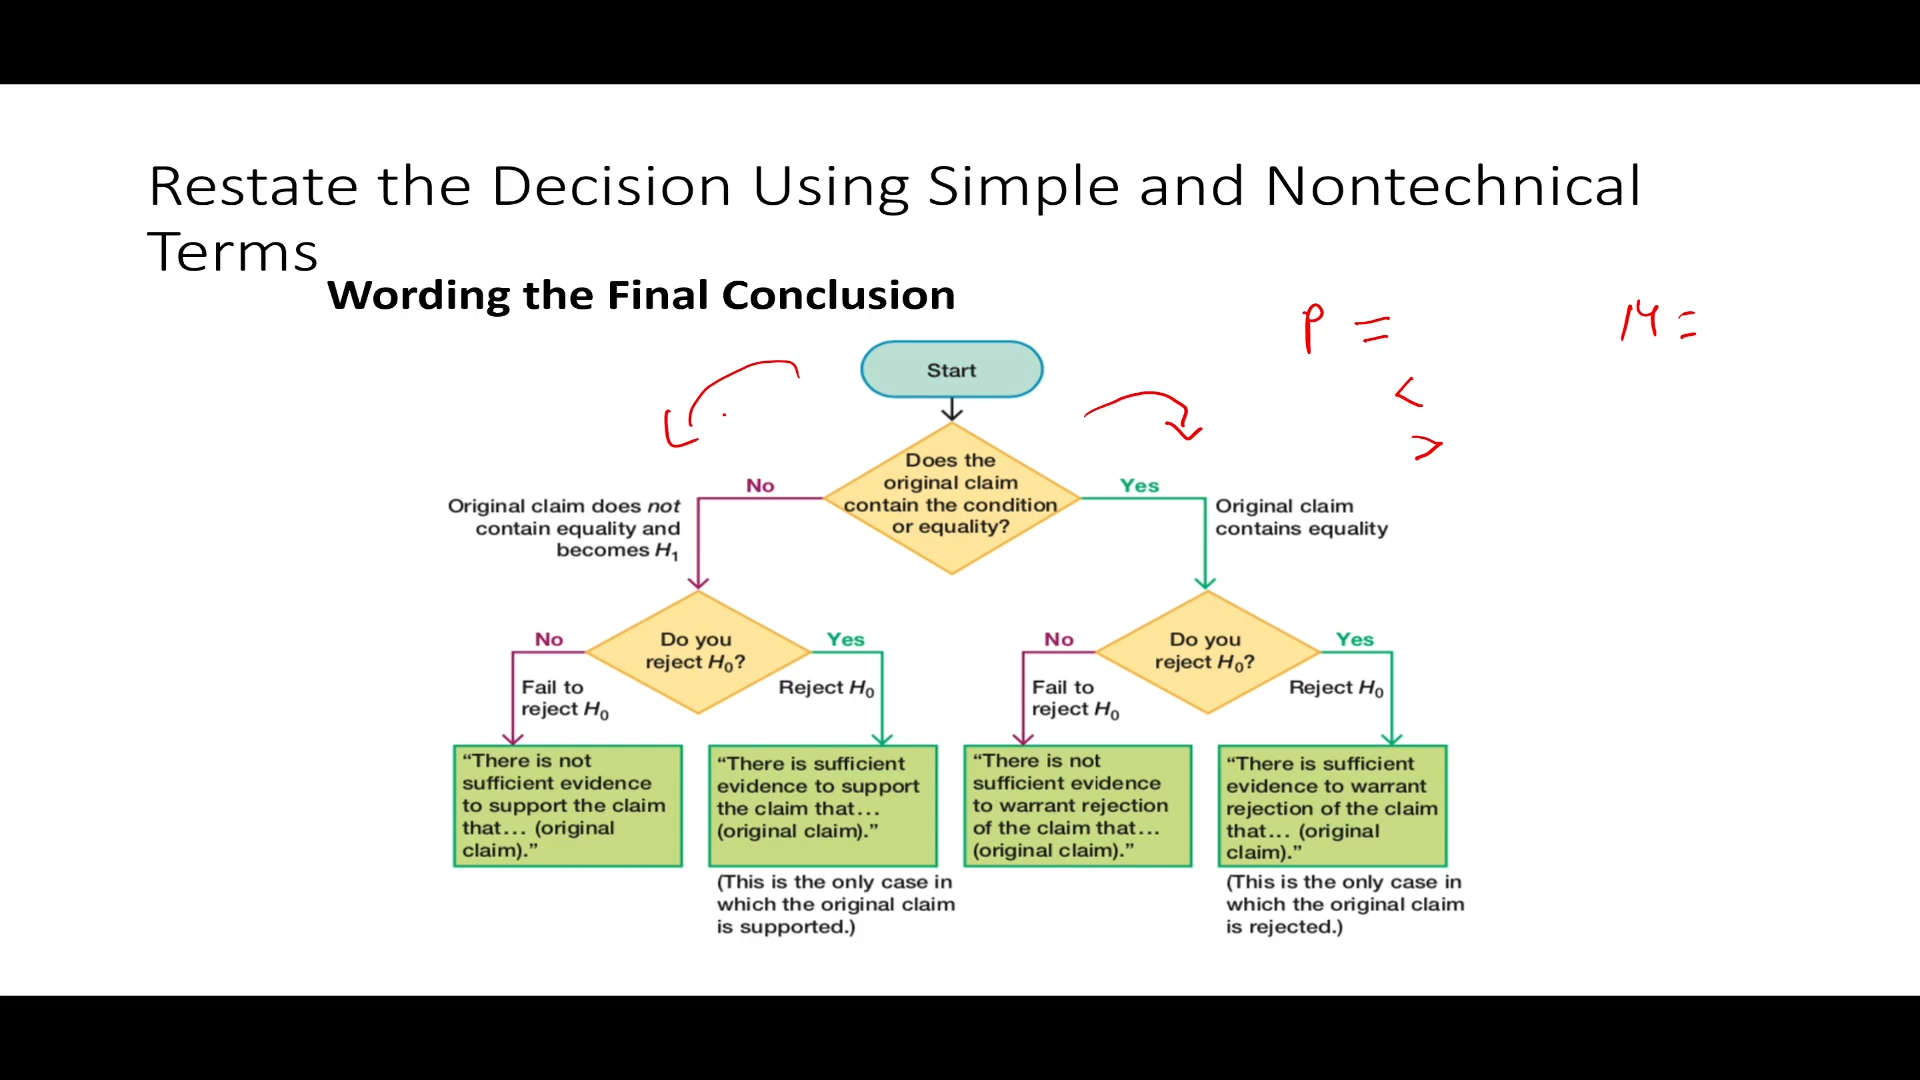 Restate the Decision Using Simple and Nontechnical
Terms
Wording the Final Conclusion
P =
M =
<
>
Start
Does the
original claim
contain the condition
or equality?
No
Yes
Original claim does not
contain equality and
becomes H₁
Original claim
contains equality
Do you
reject H₀?
No
Yes
Fail to
reject H₀
Reject H₀
Do you
reject H₀?
No
Yes
Fail to
reject H₀
Reject H₀
“There is not
sufficient evidence
to support the claim
that… (original
claim).”
“There is sufficient
evidence to support
the claim that…
(original claim).”
(This is the only case in
which the original claim
is supported.)
“There is not
sufficient evidence
to warrant rejection
of the claim that…
(original claim).”
“There is sufficient
evidence to warrant
rejection of the claim
that… (original
claim).”
(This is the only case in
which the original claim
is rejected.)